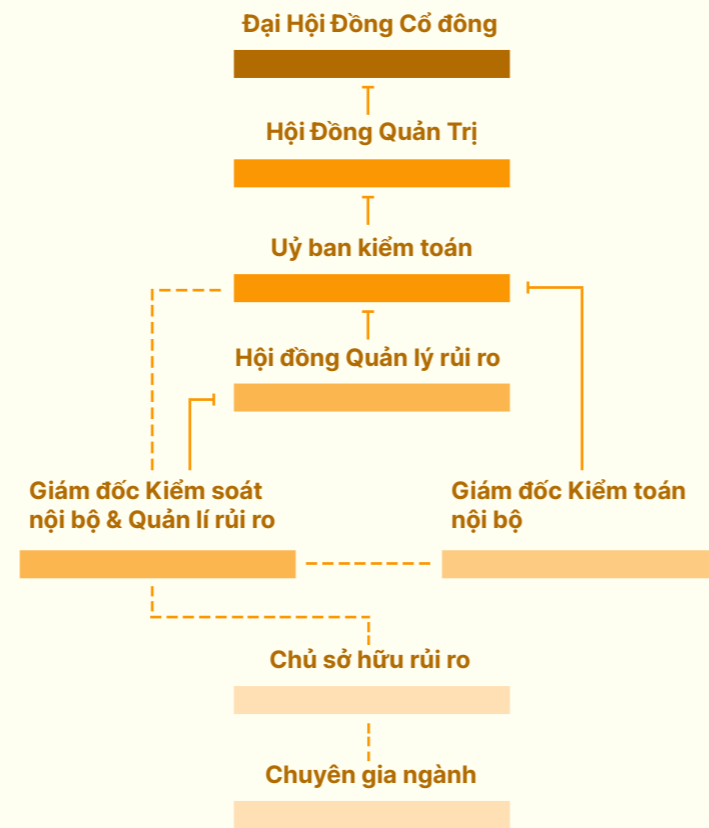 Đại Hội Đồng Cổ đông
Hội Đồng Quản Trị
Uỷ ban kiểm toán
Hội đồng Quản lý rủi ro
Giám đốc Kiểm soát
nội bộ & Quản lí rủi ro
Giám đốc Kiểm toán
nội bộ
Chủ sở hữu rủi ro
Chuyên gia ngành